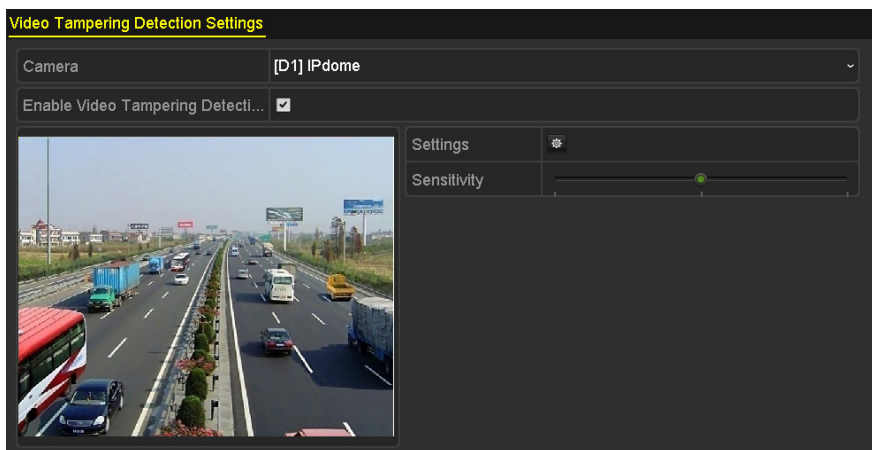 Video Tampering Detection Settings
Camera [D1] IPdome
Enable Video Tampering Detecti...
Settings
Sensitivity